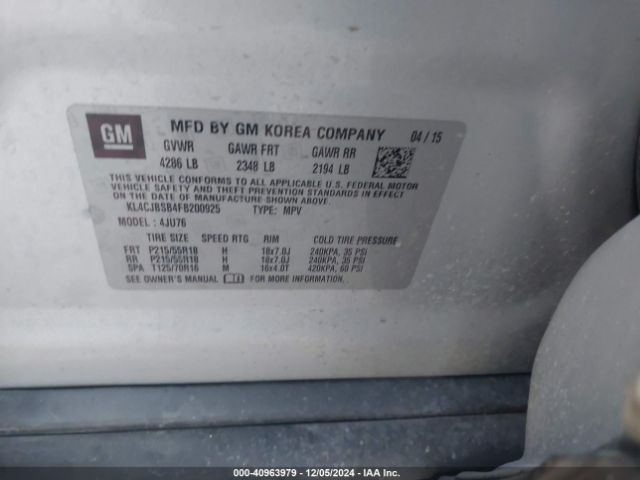 GM
MFD BY GM KOREA COMPANY 04 / 15
GVWR GAWR FRT GAWR RR
4286 LB 2348 LB 2194 LB
THIS VEHICLE CONFORMS TO ALL APPLICABLE U.S. FEDERAL MOTOR
VEHICLE SAFETY AND THEFT PREVENTION STANDARDS IN EFFECT
ON THE DATE OF MANUFACTURE SHOWN ABOVE.
KL4CJBSB4FB200925 TYPE: MPV
MODEL : 4JU76
TIRE SIZE SPEED RTG RIM COLD TIRE PRESSURE
FRT P215/55R18 H 18x7.0J 240KPA, 35 PSI
RR P215/55R18 H 18x7.0J 240KPA, 35 PSI
SPA T125/70R16 M 16x4.0T 420KPA, 60 PSI
SEE OWNER'S MANUAL FOR MORE INFORMATION.
000-40963979 - 12/05/2024 - IAA Inc.